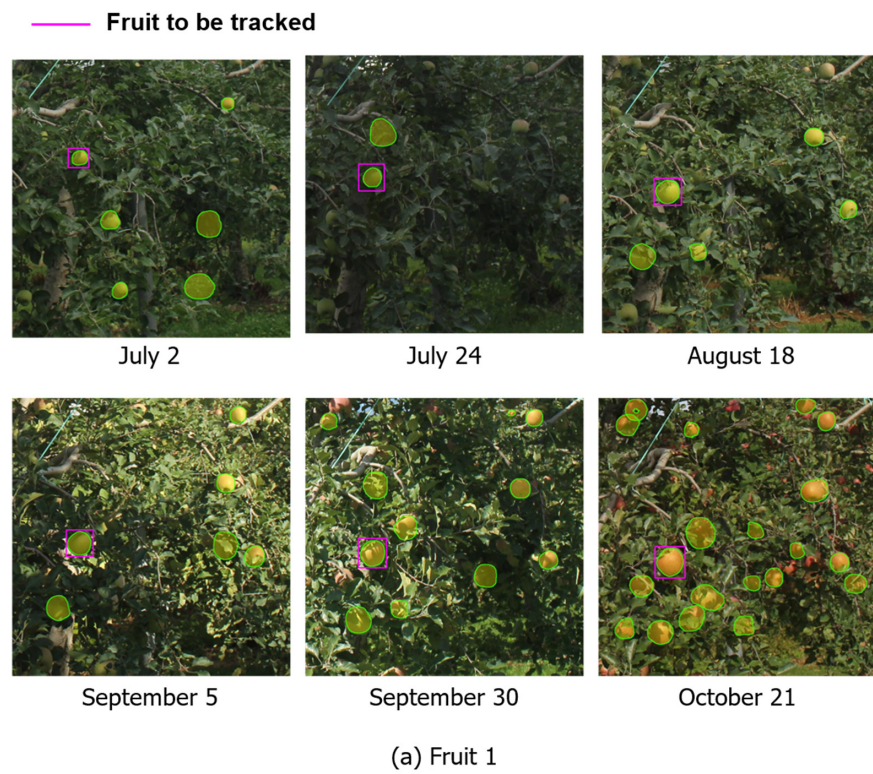 Fruit to be tracked
July 2
July 24
August 18
September 5
September 30
October 21
(a) Fruit 1